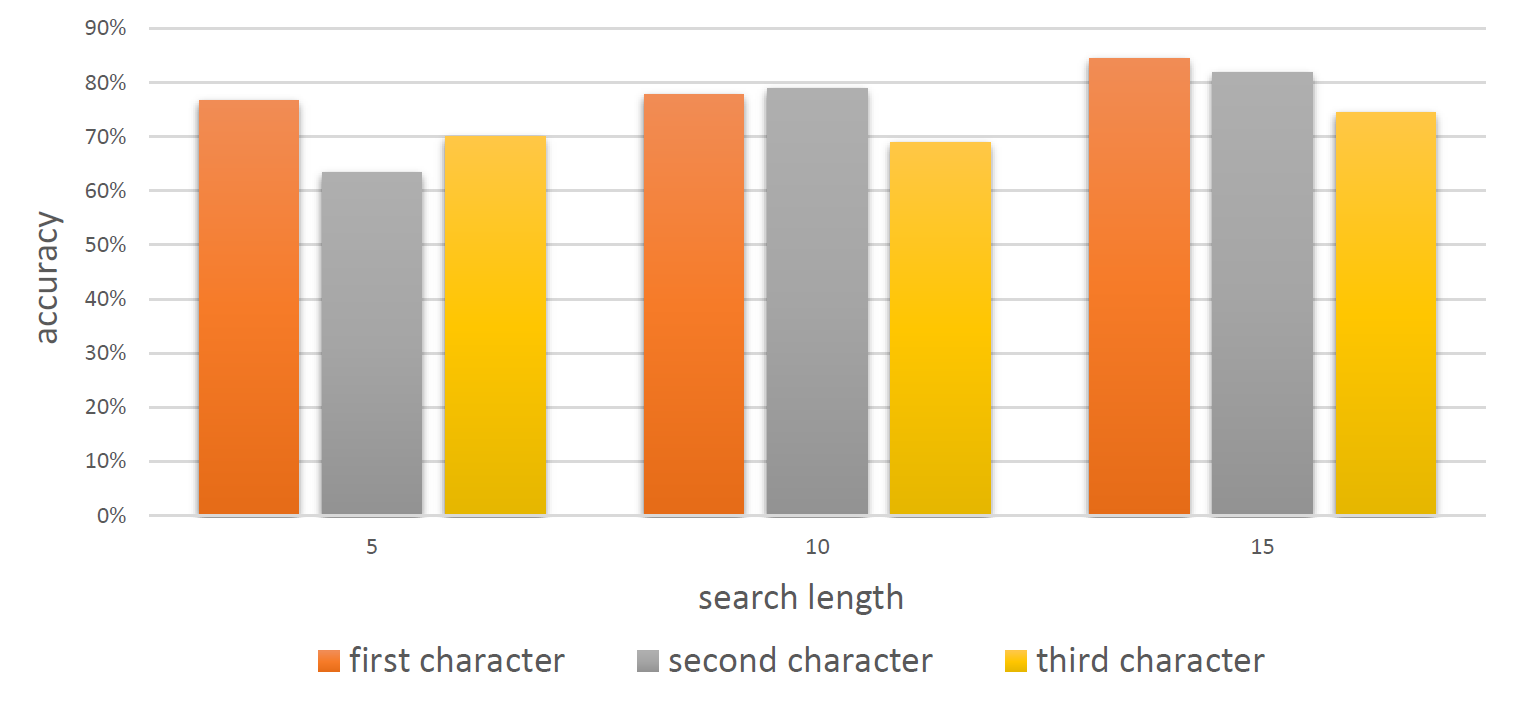 90%
80%
70%
60%
50%
40%
30%
20%
10%
0%
accuracy
5 10 15
search length
first character second character third character